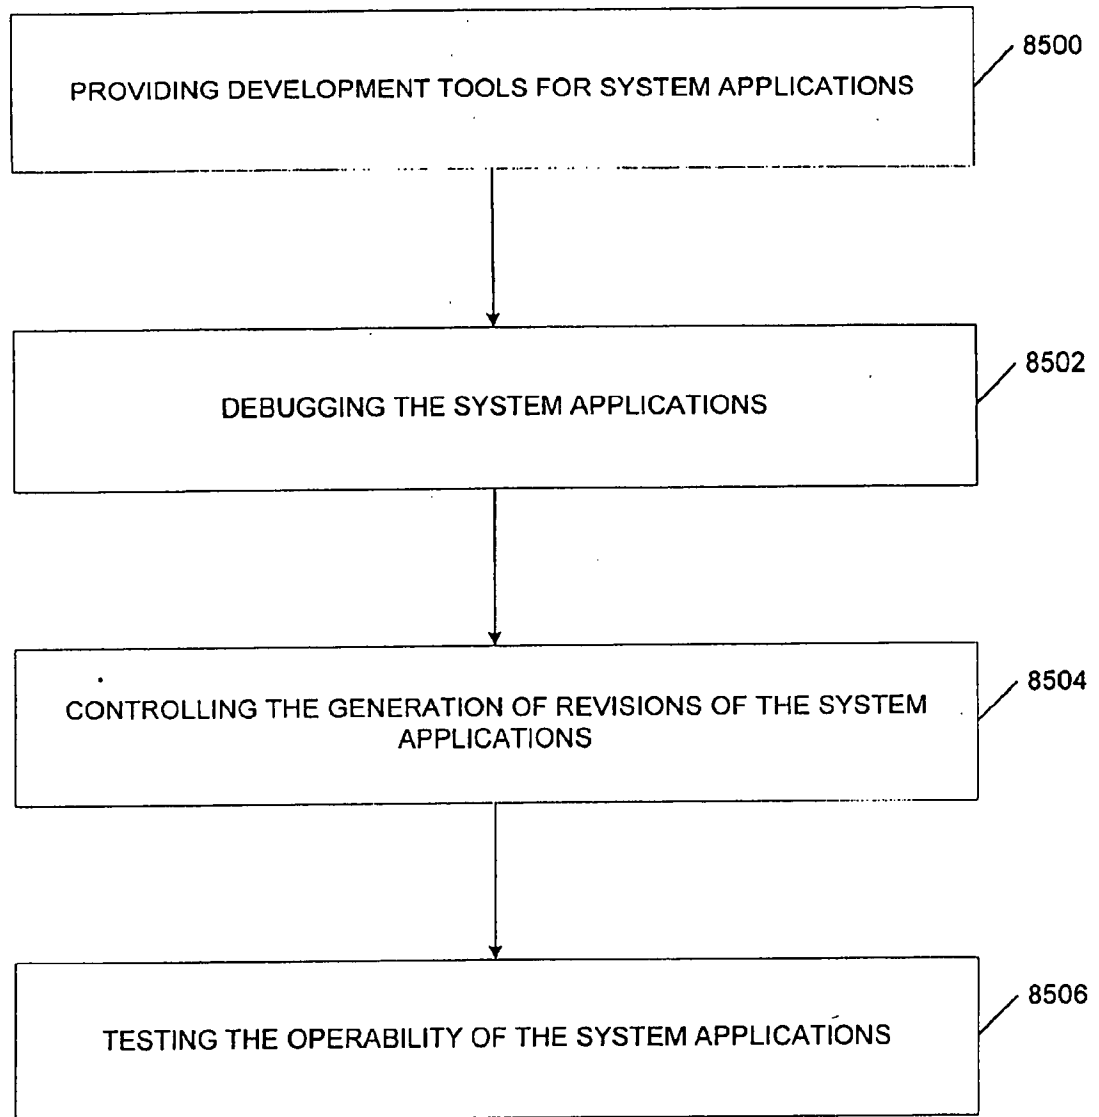 8500
PROVIDING DEVELOPMENT TOOLS FOR SYSTEM APPLICATIONS
8502
DEBUGGING THE SYSTEM APPLICATIONS
8504
CONTROLLING THE GENERATION OF REVISIONS OF THE SYSTEM
APPLICATIONS
8506
TESTING THE OPERABILITY OF THE SYSTEM APPLICATIONS